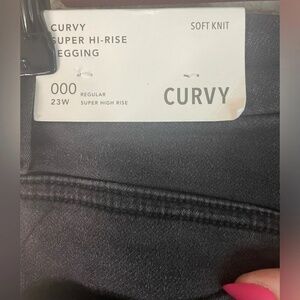 CURVY SOFT KNIT
SUPER HI-RISE
LEGGING
000 REGULAR
23W SUPER HIGH RISE
CURVY